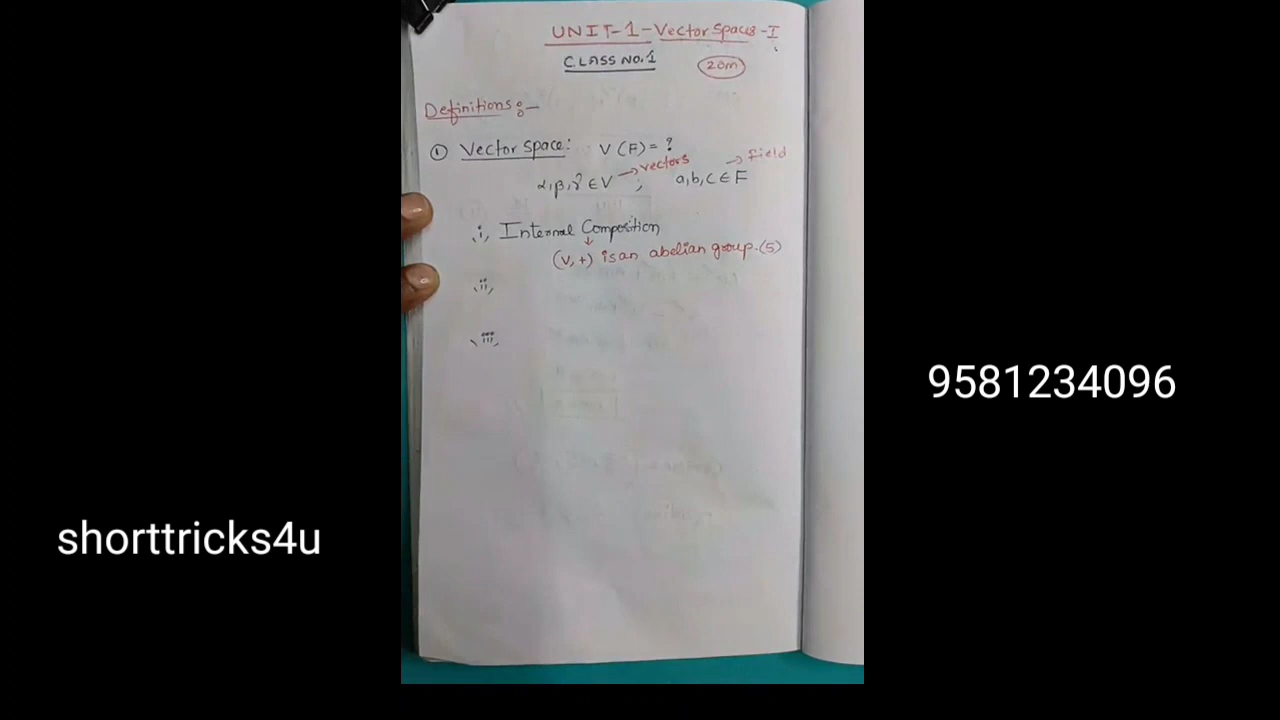 UNIT-1-Vector Spaces-I
CLASS NO.1
20m
Definitions:-
① Vector Space: V(F)=?
→vectors → field
α,β,γ∈V ; a,b,c∈F
i, Internal Composition
↓
(V,+) is an abelian group.(5)
ii,
iii,
9581234096
shorttricks4u